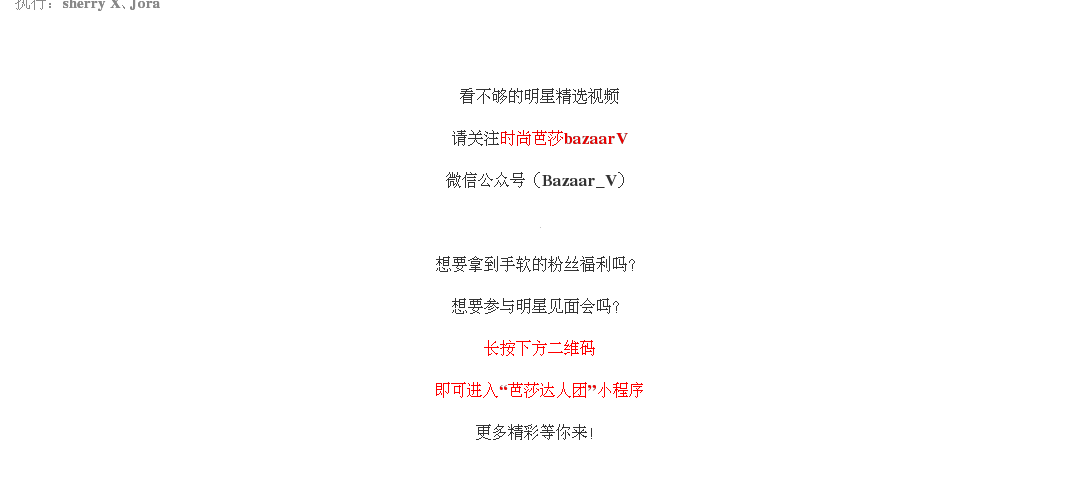 执行：sherry X、Jora
看不够的明星精选视频
请关注时尚芭莎bazaarV
微信公众号（Bazaar_V）
想要拿到手软的粉丝福利吗？
想要参与明星见面会吗？
长按下方二维码
即可进入“芭莎达人团”小程序
更多精彩等你来！